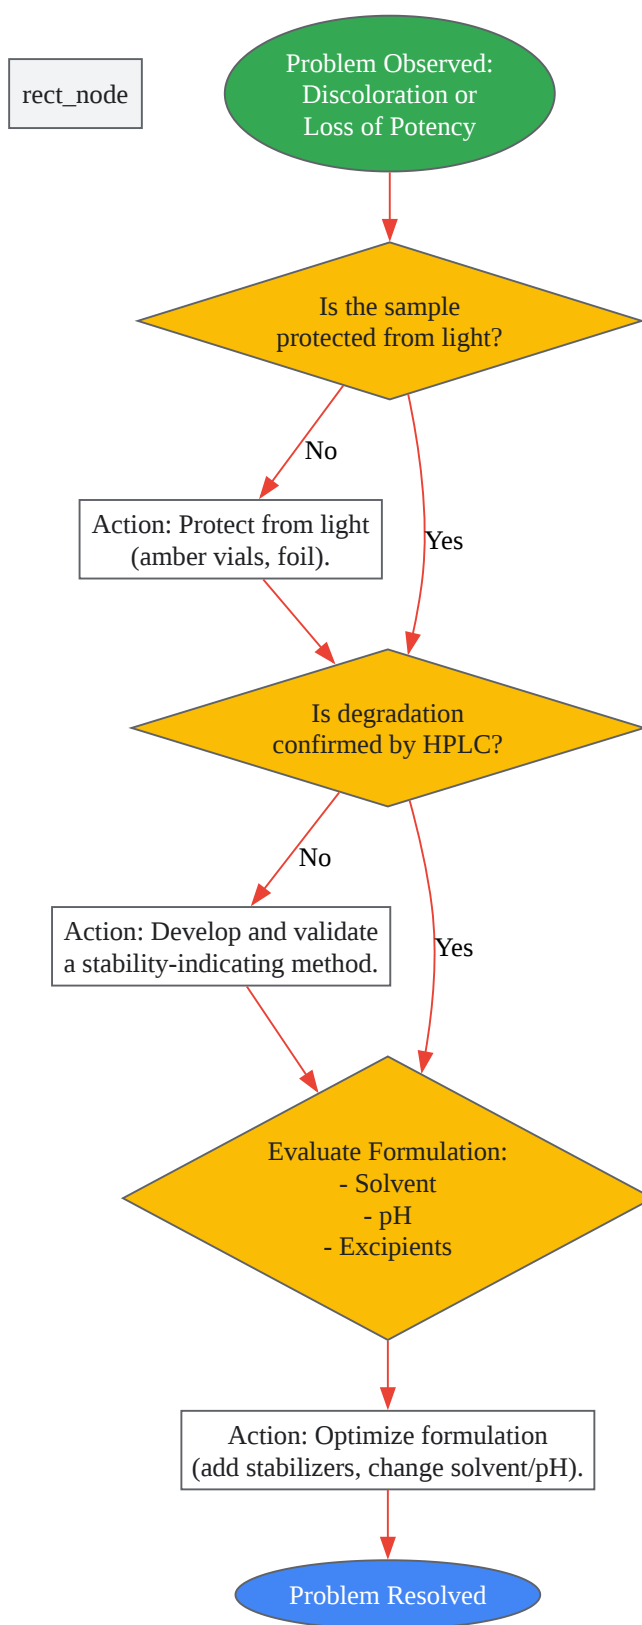 rect_node
Problem Observed:
Discoloration or
Loss of Potency
Is the sample
protected from light?
No
Yes
Action: Protect from light
(amber vials, foil).
Is degradation
confirmed by HPLC?
No
Yes
Action: Develop and validate
a stability-indicating method.
Evaluate Formulation:
- Solvent
- pH
- Excipients
Action: Optimize formulation
(add stabilizers, change solvent/pH).
Problem Resolved